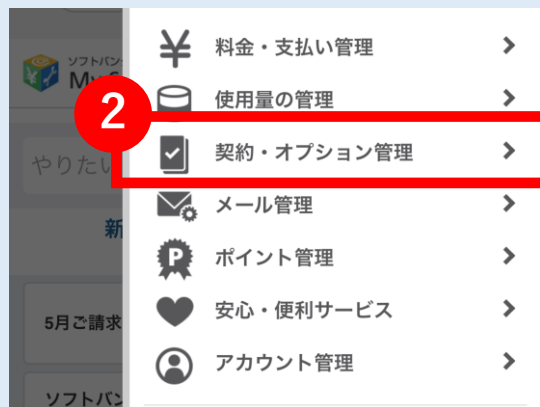 料金・支払い管理
ソフトバン
My S
使用量の管理
2
契約・オプション管理
やりたい
メール管理
新
ポイント管理
安心・便利サービス
5月ご請求
アカウント管理
ソフトバン